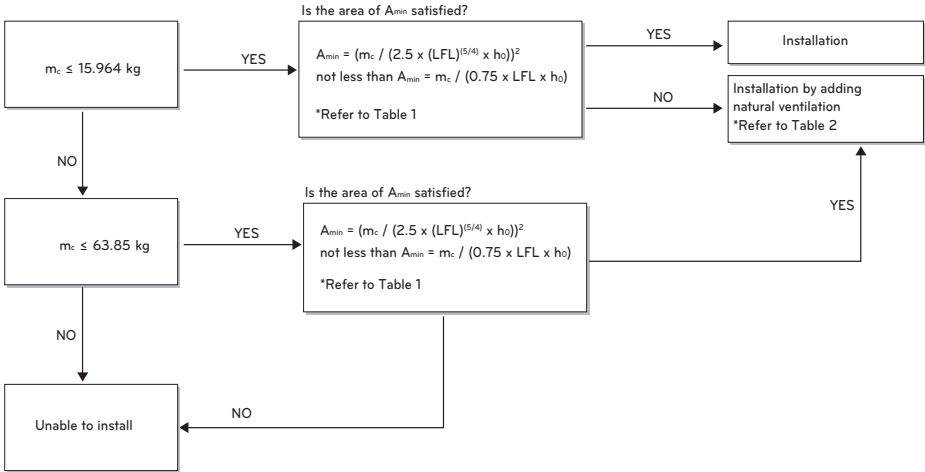 Is the area of Amin satisfied?
mc ≤ 15.964 kg
YES
Amin = (mc / (2.5 x (LFL)(5/4) x h0))2
not less than Amin = mc / (0.75 x LFL x h0)
*Refer to Table 1
YES
Installation
NO
Installation by adding
natural ventilation
*Refer to Table 2
NO
Is the area of Amin satisfied?
mc ≤ 63.85 kg
YES
Amin = (mc / (2.5 x (LFL)(5/4) x h0))2
not less than Amin = mc / (0.75 x LFL x h0)
*Refer to Table 1
YES
NO
Unable to install
NO